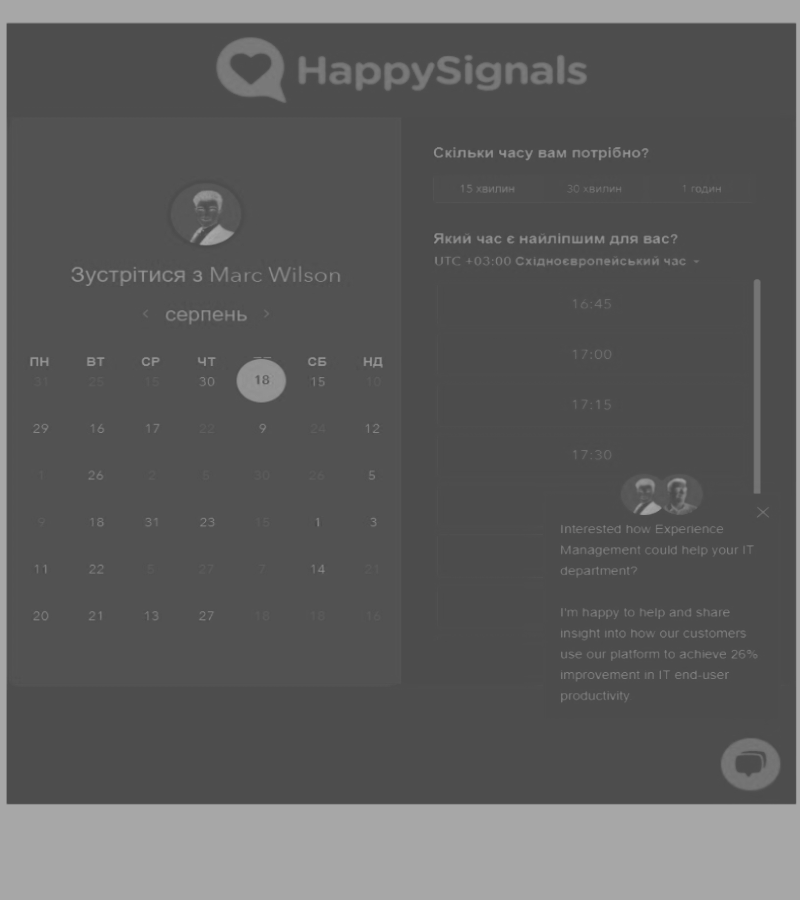 HappySignals
Зустрітися з Marc Wilson
серпень
ПН ВТ СР ЧТ СБ НД
31 25 15 30 18 15 10
29 16 17 22 9 24 12
1 26 2 8 30 26 5
9 18 31 23 15 1 3
11 22 5 27 7 14 21
20 21 13 27 18 15 16
Скільки часу вам потрібно?
15 хвилин 30 хвилин 1 годин
Який час є найліпшим для вас?
UTC +03:00 Східноєвропейський час
16:45
17:00
17:15
17:30
Interested how Experience
Management could help your IT
department?
I'm happy to help and share
insight into how our customers
use our platform to achieve 26%
improvement in IT end-user
productivity